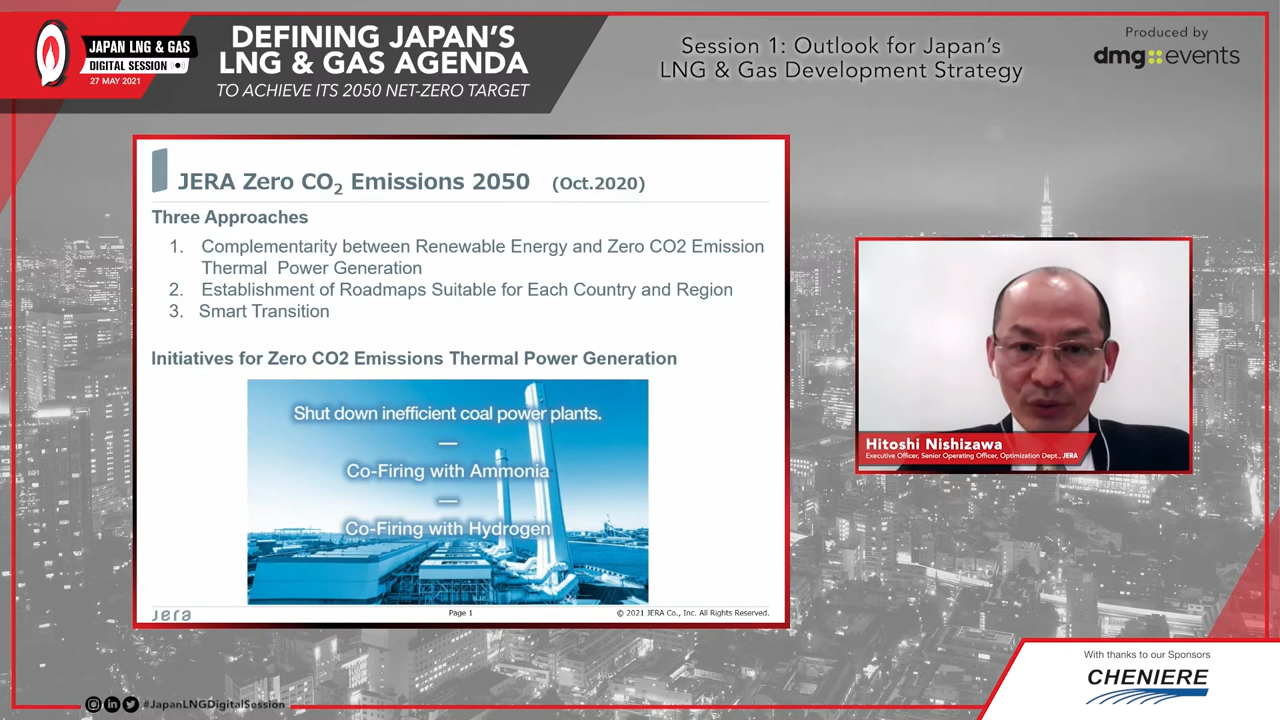 JAPAN LNG & GAS
DIGITAL SESSION
27 MAY 2021
DEFINING JAPAN'S
LNG & GAS AGENDA
TO ACHIEVE ITS 2050 NET-ZERO TARGET
Session 1: Outlook for Japan's
LNG & Gas Development Strategy
Produced by
dmg::events
JERA Zero CO₂ Emissions 2050 (Oct.2020)
Three Approaches
1. Complementarity between Renewable Energy and Zero CO2 Emission
Thermal Power Generation
2. Establishment of Roadmaps Suitable for Each Country and Region
3. Smart Transition
Initiatives for Zero CO2 Emissions Thermal Power Generation
Shut down inefficient coal power plants.
Co-Firing with Ammonia
Co-Firing with Hydrogen
jera
Page 1
© 2021 JERA Co., Inc. All Rights Reserved.
Hitoshi Nishizawa
Executive Officer, Senior Operating Officer, Optimization Dept., JERA
With thanks to our Sponsors
CHENIERE
#JapanLNGDigitalSession